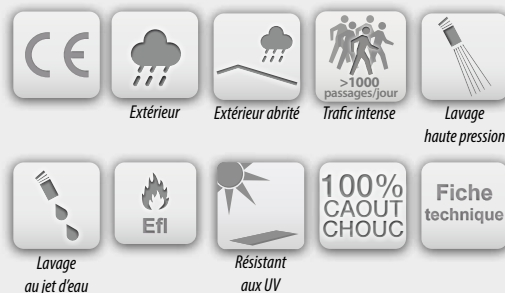 CE
>1000
passages/jour
Extérieur
Extérieur abrité
Trafic intense
Lavage
haute pression
Efl
100%
CAOUT
CHOUC
Fiche
technique
Lavage
au jet d'eau
Résistant
aux UV